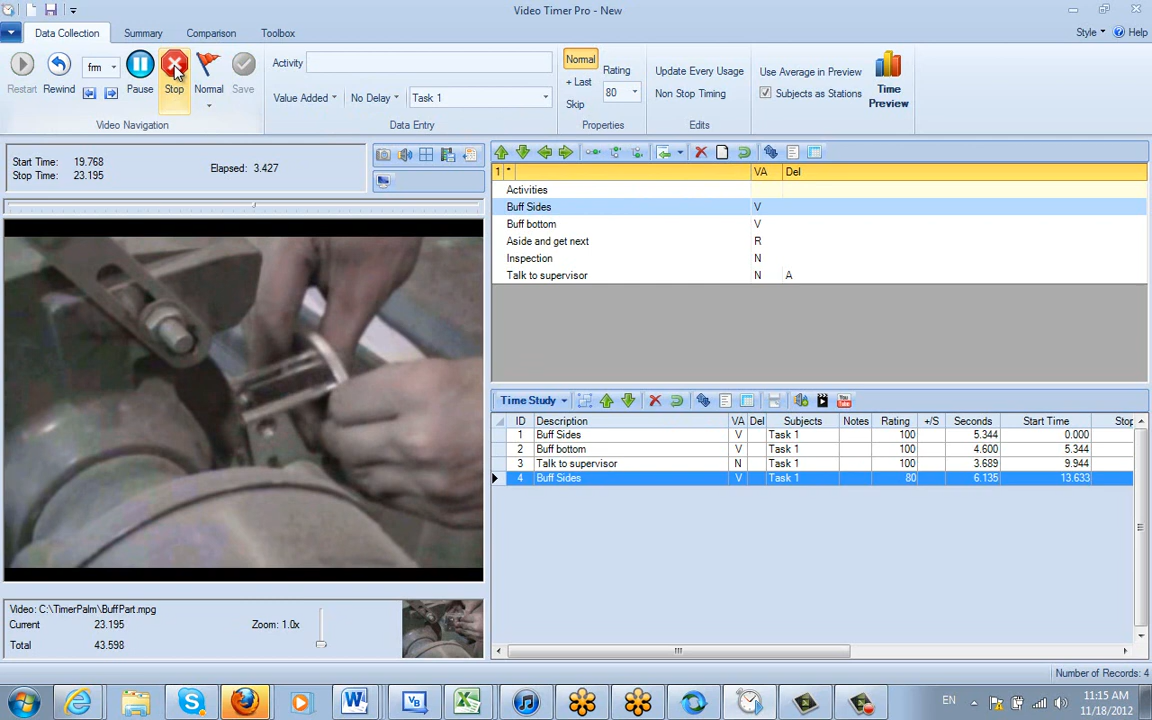 Video Timer Pro - New
Data Collection Summary Comparison Toolbox Style Help
Restart Rewind frm Pause Stop Normal Save
Video Navigation
Activity
Value Added No Delay Task 1
Data Entry
Normal
+ Last
Skip
Rating
80
Properties
Update Every Usage
Non Stop Timing
Edits
Use Average in Preview
Subjects as Stations
Time
Preview
Start Time: 19.768
Stop Time: 23.195
Elapsed: 3.427
1 * VA Del
Activities
Buff Sides V
Buff bottom V
Aside and get next R
Inspection N
Talk to supervisor N A
Time Study
You
Tube
ID Description VA Del Subjects Notes Rating +/S Seconds Start Time Stop
1 Buff Sides V Task 1 100 5.344 0.000
2 Buff bottom V Task 1 100 4.600 5.344
3 Talk to supervisor N Task 1 100 3.689 9.944
4 Buff Sides V Task 1 80 6.135 13.633
Video: C:\TimerPalm\BuffPart.mpg
Current 23.195
Total 43.598
Zoom: 1.0x
Number of Records: 4
EN
11:15 AM
11/18/2012